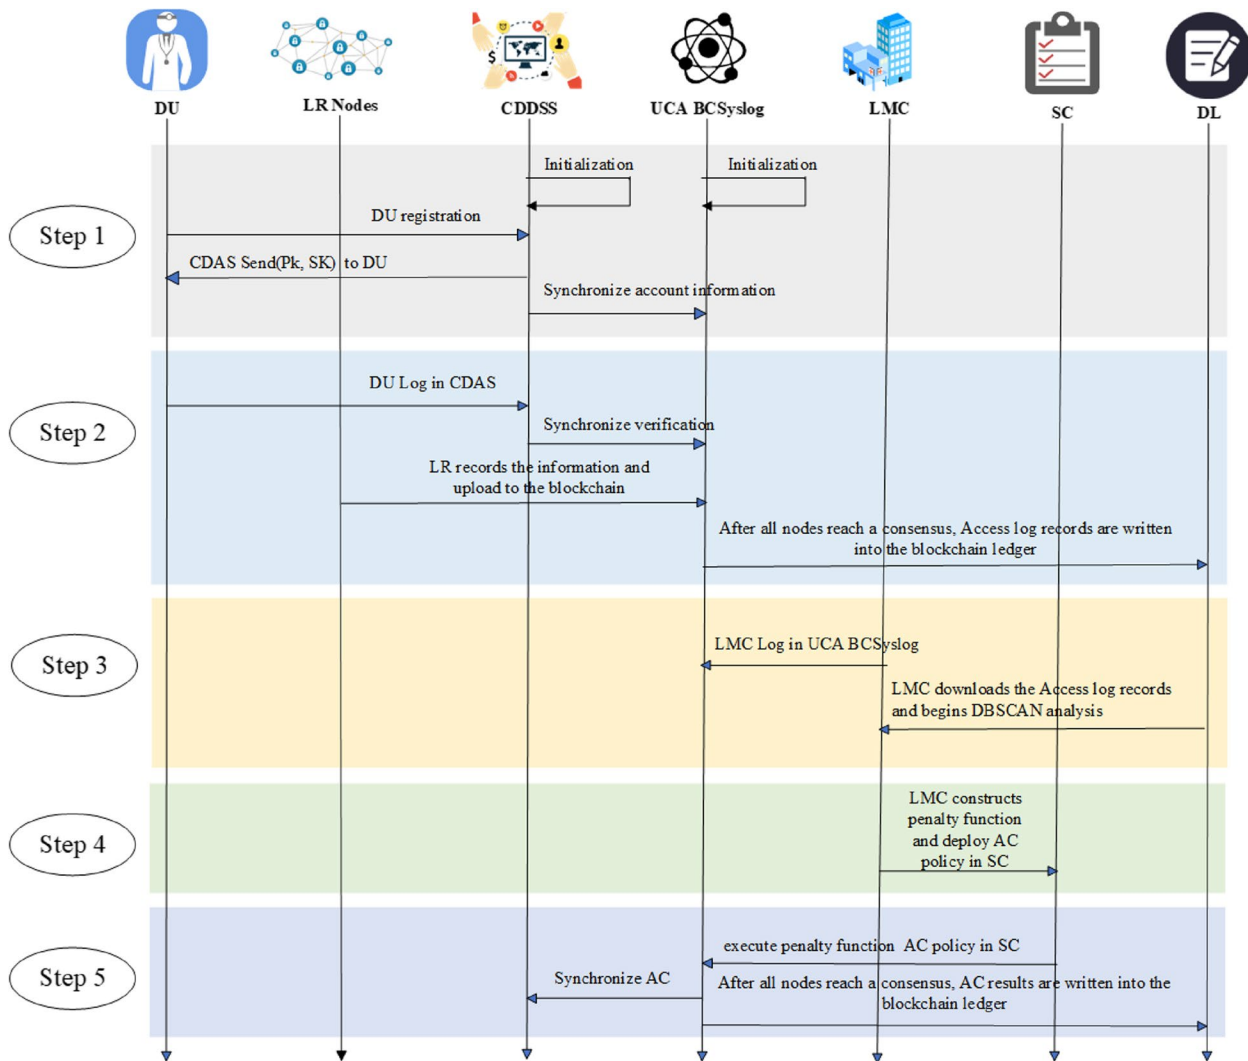 DU
LR Nodes
CDDSS
UCA BCSyslog
LMC
SC
DL
Step 1
Initialization
Initialization
DU registration
CDAS Send(Pk, SK) to DU
Synchronize account information
Step 2
DU Log in CDAS
Synchronize verification
LR records the information and
upload to the blockchain
After all nodes reach a consensus, Access log records are written
into the blockchain ledger
Step 3
LMC Log in UCA BCSyslog
LMC downloads the Access log records
and begins DBSCAN analysis
Step 4
LMC constructs
penalty function
and deploy AC
policy in SC
Step 5
execute penalty function AC policy in SC
Synchronize AC
After all nodes reach a consensus, AC results are written into the
blockchain ledger